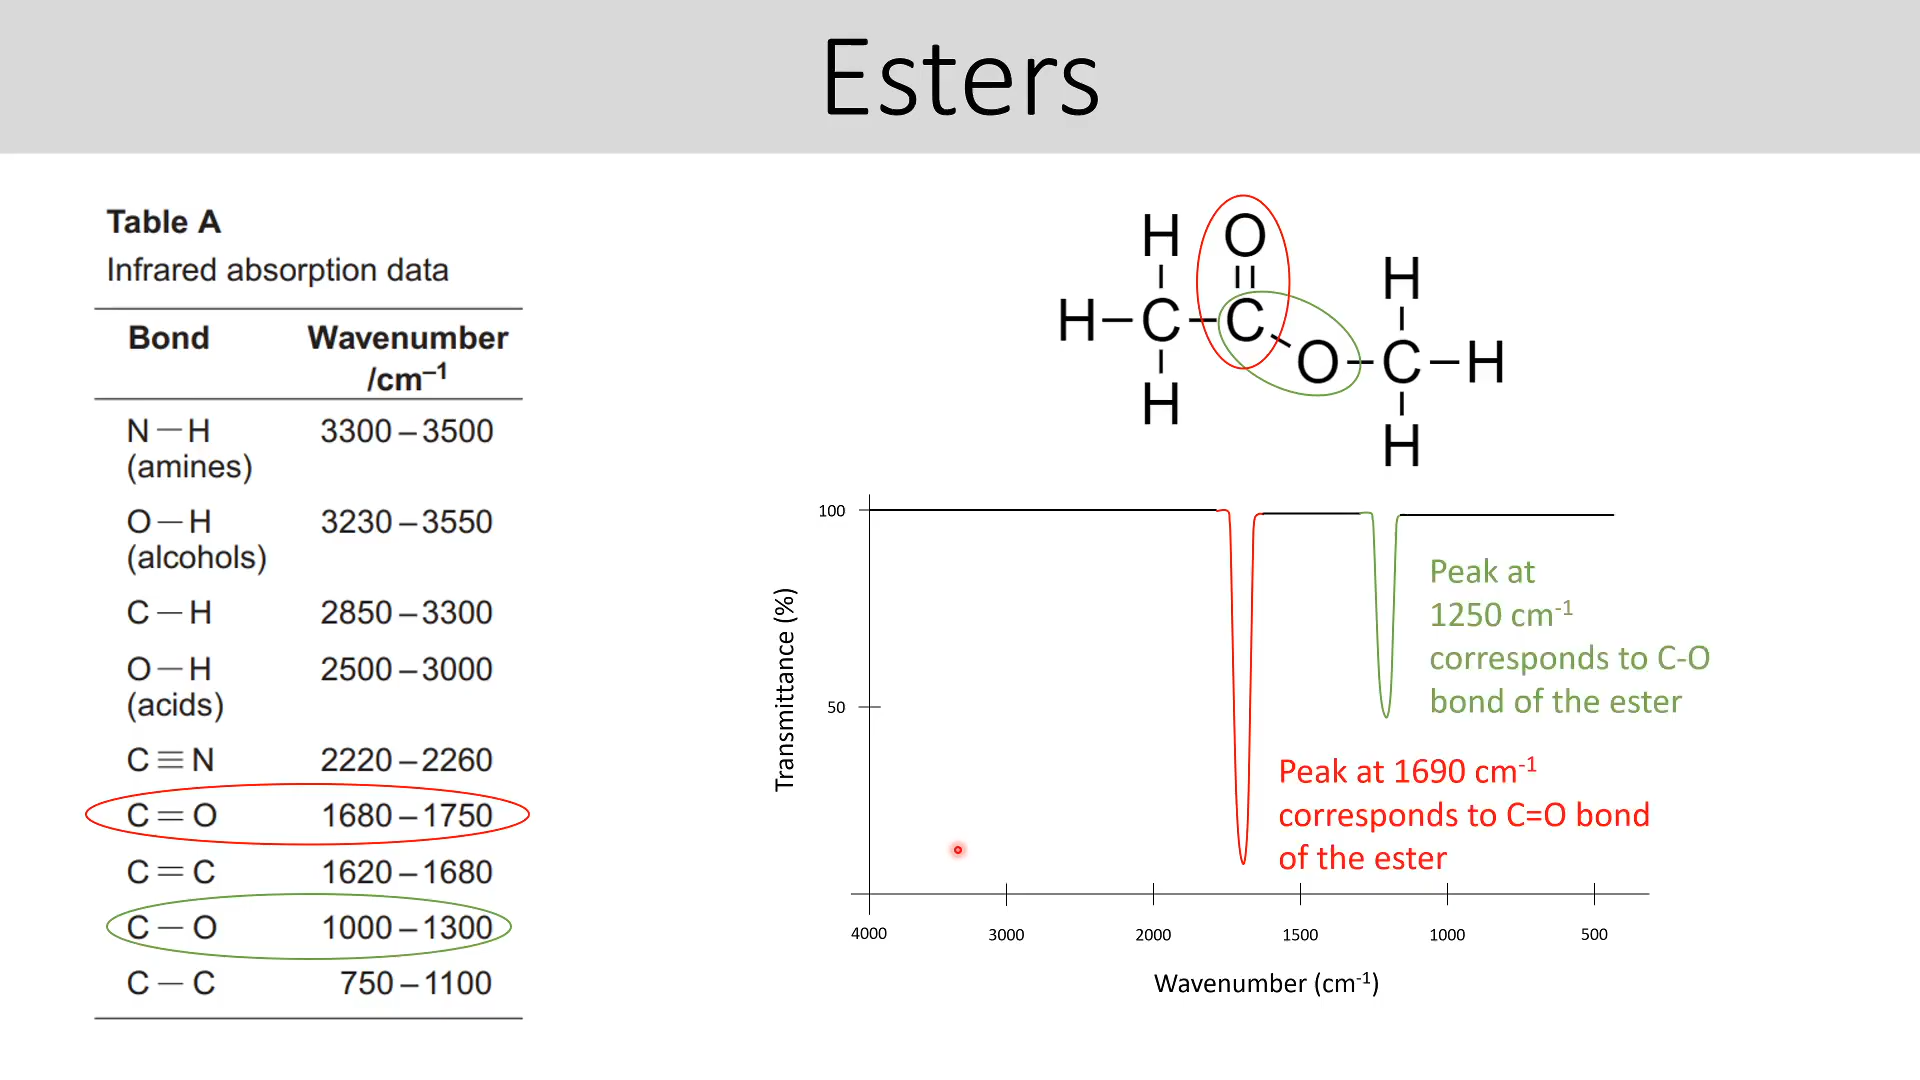 Esters
Table A
Infrared absorption data
Bond Wavenumber
/cm⁻¹
N—H 3300–3500
(amines)
O—H 3230–3550
(alcohols)
C—H 2850–3300
O—H 2500–3000
(acids)
C≡N 2220–2260
C=O 1680–1750
C=C 1620–1680
C—O 1000–1300
C—C 750–1100
H O
H
H–C–C
O–C–H
H
H
100
50
Transmittance (%)
Peak at
1250 cm⁻¹
corresponds to C-O
bond of the ester
Peak at 1690 cm⁻¹
corresponds to C=O bond
of the ester
4000 3000 2000 1500 1000 500
Wavenumber (cm⁻¹)